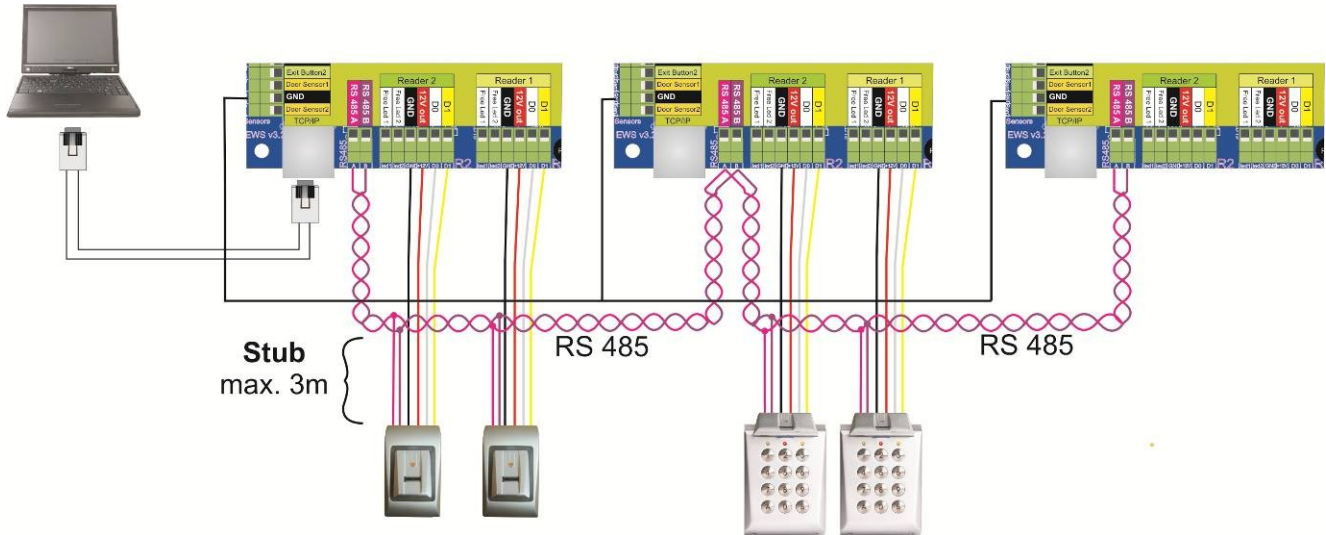 Exit Button2
Door Sensor1
GND
Door Sensor2
TCP/IP
Sensors
EWS v3.
RS 485 A
RS 485 B
RS485
A B
Reader 2
Free Led 1
Free Led 2
GND
12V out
D0
D1
R2
Reader 1
Free Led 1
Free Led 2
GND
12V out
D0
D1
Exit Button2
Door Sensor1
GND
Door Sensor2
TCP/IP
Sensors
EWS v3.
RS 485 A
RS 485 B
RS485
A B
Reader 2
Free Led 1
Free Led 2
GND
12V out
D0
D1
R2
Reader 1
Free Led 1
Free Led 2
GND
12V out
D0
D1
Exit Button2
Door Sensor1
GND
Door Sensor2
TCP/IP
Sensors
EWS v3.
RS 485 A
RS 485 B
RS485
A B
Reader 2
Free Led 1
Free Led 2
GND
12V out
D0
D1
R2
Reader 1
Free Led 1
Free Led 2
GND
12V out
D0
D1
Stub
max. 3m
RS 485
RS 485